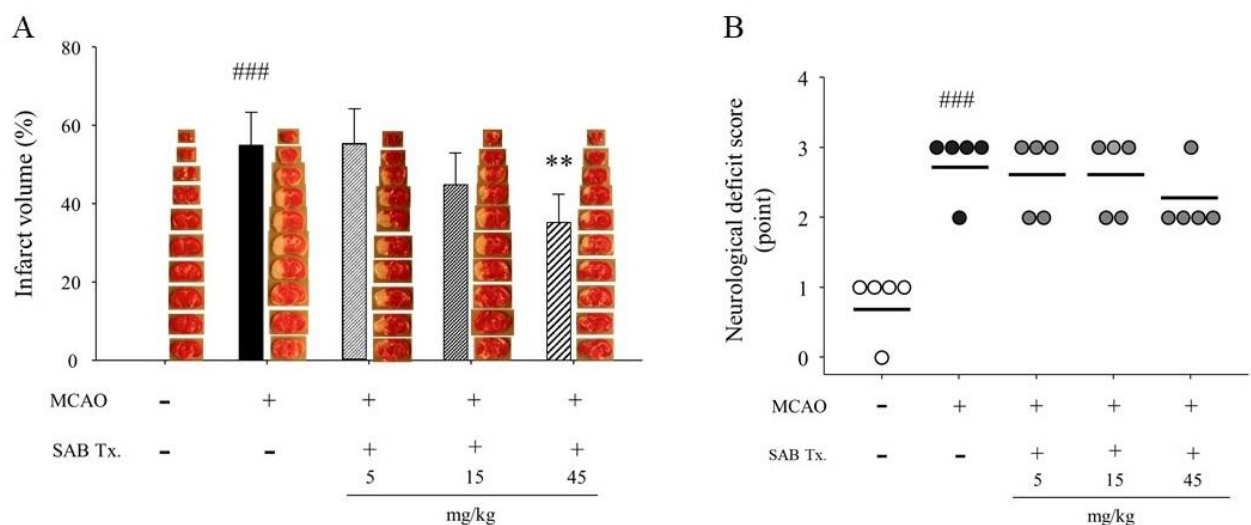 A
Infarct volume (%)
80
60
40
20
0
###
**
MCAO - + + + +
SAB Tx. - - + + +
5 15 45
mg/kg
B
Neurological deficit score
(point)
4
3
2
1
0
###
MCAO - + + + +
SAB Tx. - - + + +
5 15 45
mg/kg